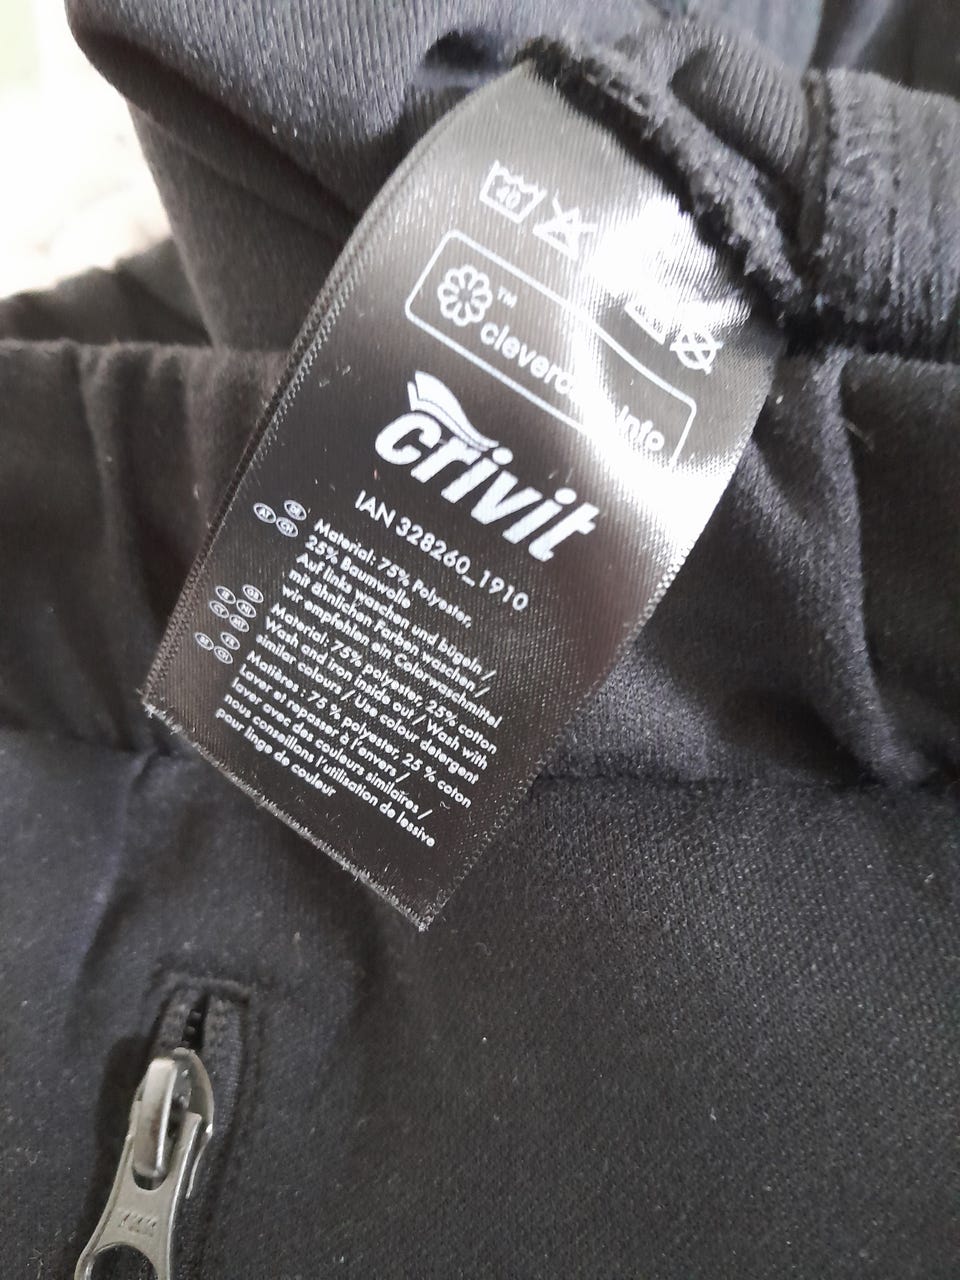 40
TM
crivit
IAN 328260_1910
DE
AT CH
Material: 75% Polyester,
25% Baumwolle
Auf links waschen und bügeln /
mit ähnlichen Farben waschen /
wir empfehlen ein Colorwaschmittel
Material: 75% polyester, 25% cotton
Wash and iron inside out / Wash with
similar colours / Use colour detergent
Matières : 75 % polyester, 25 % coton
Laver et repasser à l'envers /
laver avec des couleurs similaires /
nous conseillons l'utilisation de lessive
pour linge de couleur